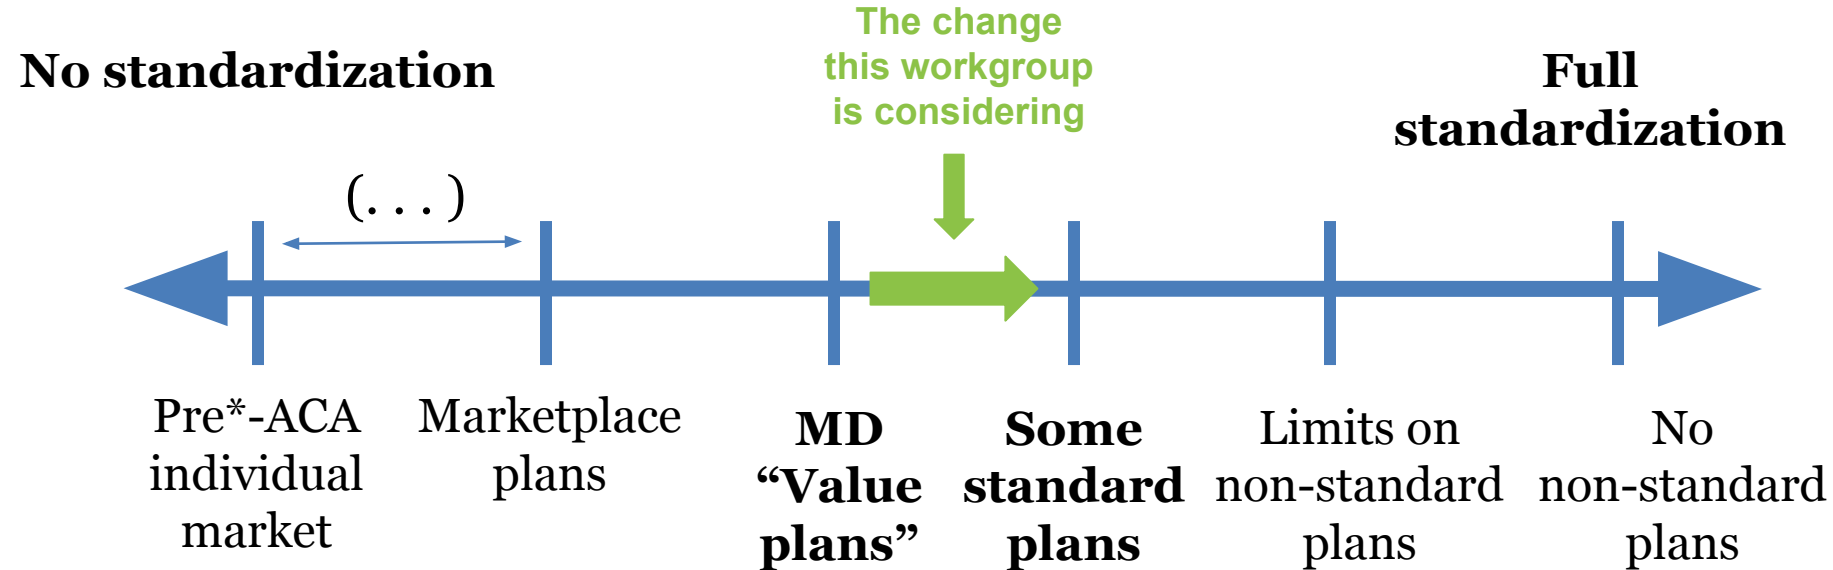 The change
this workgroup
is considering
No standardization
Full
standardization
(. . . )
Pre*-ACA
individual
market
Marketplace
plans
MD
“Value
plans”
Some
standard
plans
Limits on
non-standard
plans
No
non-standard
plans